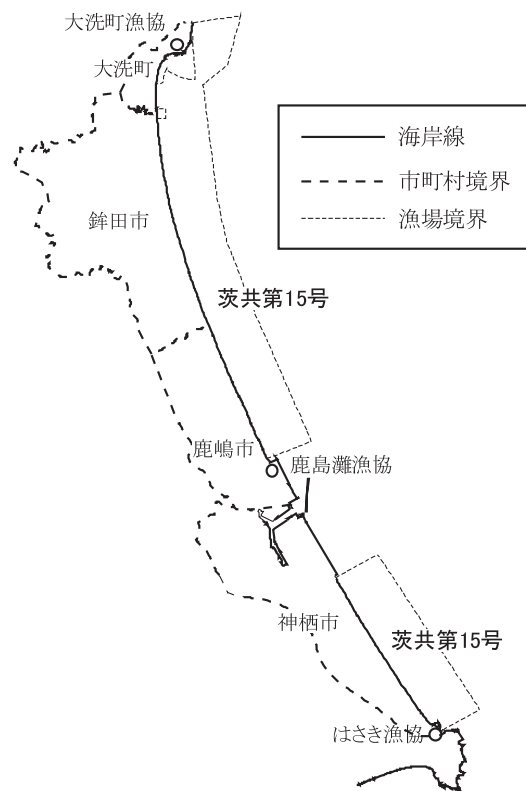 大洗町漁協
大洗町
海岸線
市町村境界
漁場境界
鉾田市
茨共第15号
鹿嶋市
鹿島灘漁協
神栖市
茨共第15号
はさき漁協